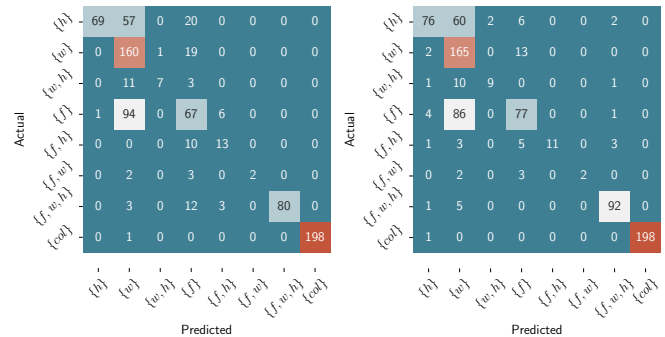 {h} 69 57 0 20 0 0 0 0
{w} 0 160 1 19 0 0 0 0
{w, h} 0 11 7 3 0 0 0 0
{f} 1 94 0 67 6 0 0 0
{f, h} 0 0 0 10 13 0 0 0
{f, w} 0 2 0 3 0 2 0 0
{f, w, h} 0 3 0 12 3 0 80 0
{col} 0 1 0 0 0 0 0 198
{h} {w} {w, h} {f} {f, h} {f, w} {f, w, h} {col}
Actual
Predicted
{h} 76 60 2 6 0 0 2 0
{w} 2 165 0 13 0 0 0 0
{w, h} 1 10 9 0 0 0 1 0
{f} 4 86 0 77 0 0 1 0
{f, h} 1 3 0 5 11 0 3 0
{f, w} 0 2 0 3 0 2 0 0
{f, w, h} 1 5 0 0 0 0 92 0
{col} 1 0 0 0 0 0 0 198
{h} {w} {w, h} {f} {f, h} {f, w} {f, w, h} {col}
Actual
Predicted